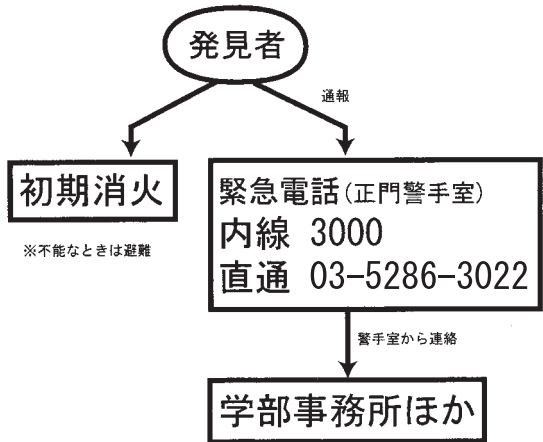 発見者
通報
初期消火
※不能なときは避難
緊急電話(正門警手室)
内線 3000
直通 03-5286-3022
警手室から連絡
学部事務所ほか